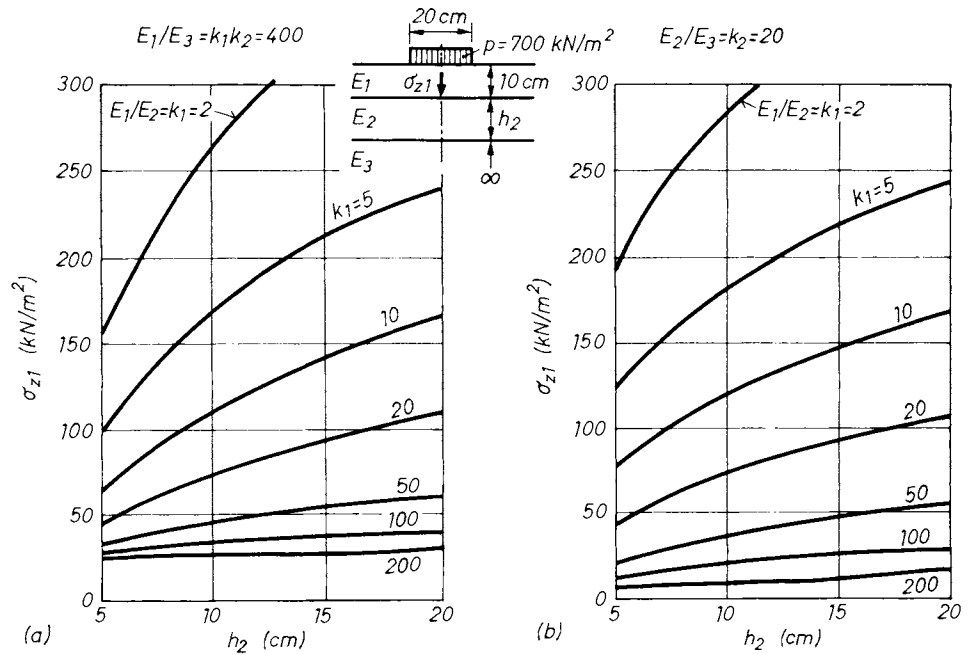 E₁/E₃=k₁k₂=400
20 cm
p=700 kN/m²
E₂/E₃=k₂=20
E₁ σz1 10 cm
E₂ h₂
E₃ ∞
300
250
200
150
100
50
0
σz1 (kN/m²)
E₁/E₂=k₁=2
k₁=5
10
20
50
100
200
5 10 15 20
(a) h₂ (cm)
300
250
200
150
100
50
0
σz1 (kN/m²)
E₁/E₂=k₁=2
k₁=5
10
20
50
100
200
5 10 15 20
(b) h₂ (cm)